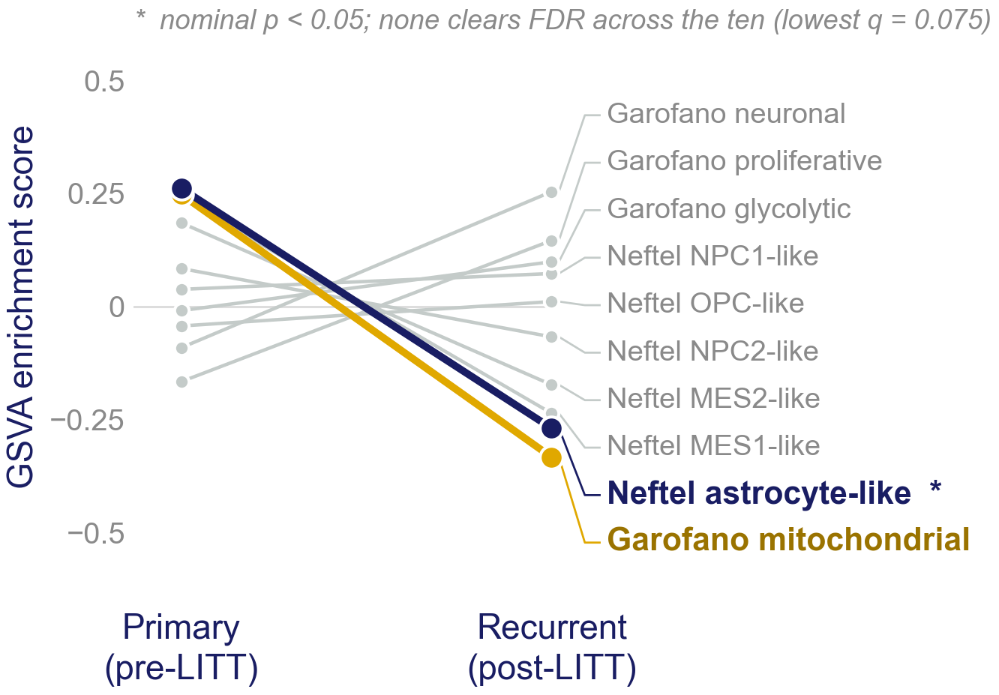 * nominal p < 0.05; none clears FDR across the ten (lowest q = 0.075)
GSVA enrichment score
0.5
0.25
0
−0.25
−0.5
Garofano neuronal
Garofano proliferative
Garofano glycolytic
Neftel NPC1-like
Neftel OPC-like
Neftel NPC2-like
Neftel MES2-like
Neftel MES1-like
Neftel astrocyte-like *
Garofano mitochondrial
Primary
(pre-LITT)
Recurrent
(post-LITT)